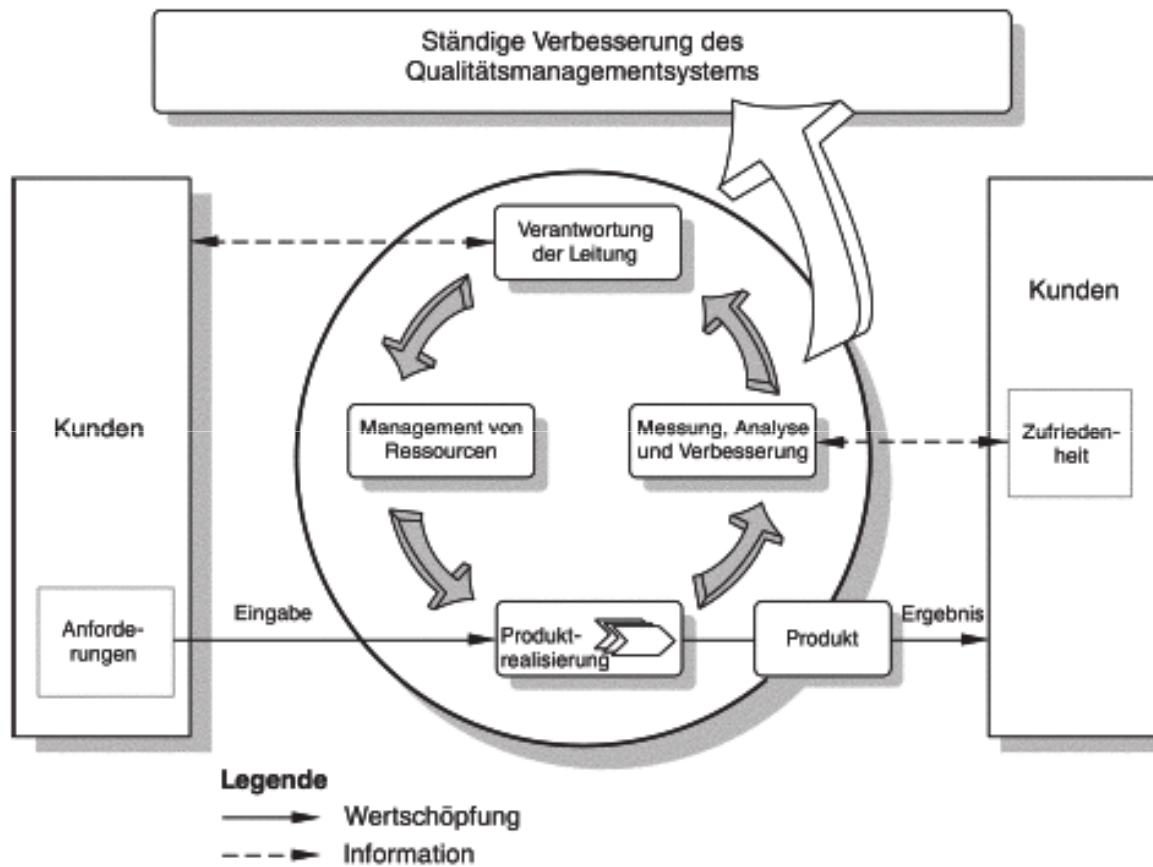 Ständige Verbesserung des
Qualitätsmanagementsystems
Verantwortung
der Leitung
Kunden
Kunden
Management von
Ressourcen
Messung, Analyse
und Verbesserung
Zufrieden-
heit
Anforde-
rungen
Eingabe
Produkt-
realisierung
Produkt
Ergebnis
Legende
Wertschöpfung
Information